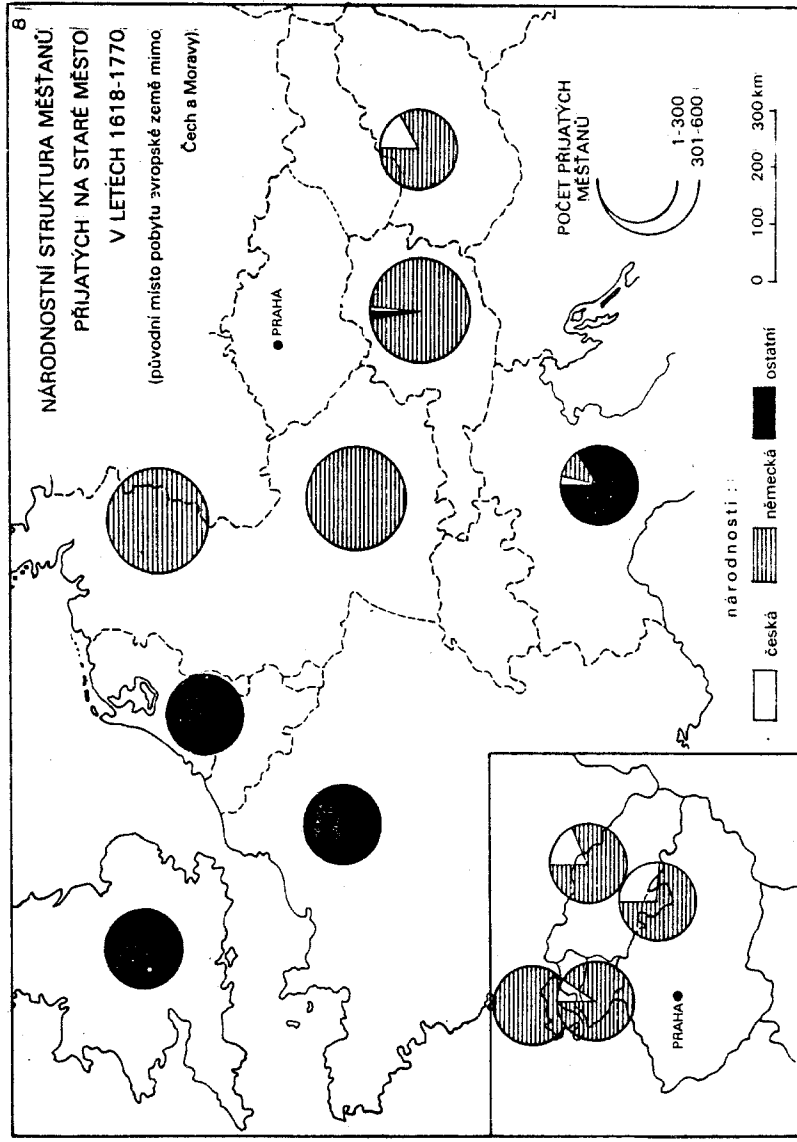 8
NÁRODNOSTNÍ STRUKTURA MĚŠŤANŮ
PŘIJATÝCH NA STARÉ MĚSTO
V LETECH 1618-1770
(původní místo pobytu :evropské země mimo
Čech a Moravy)
PRAHA
POČET PŘIJATÝCH
MĚŠŤANŮ
1-300
301-600
0 100 200 300 km
národnosti :
česká německá ostatní
PRAHA